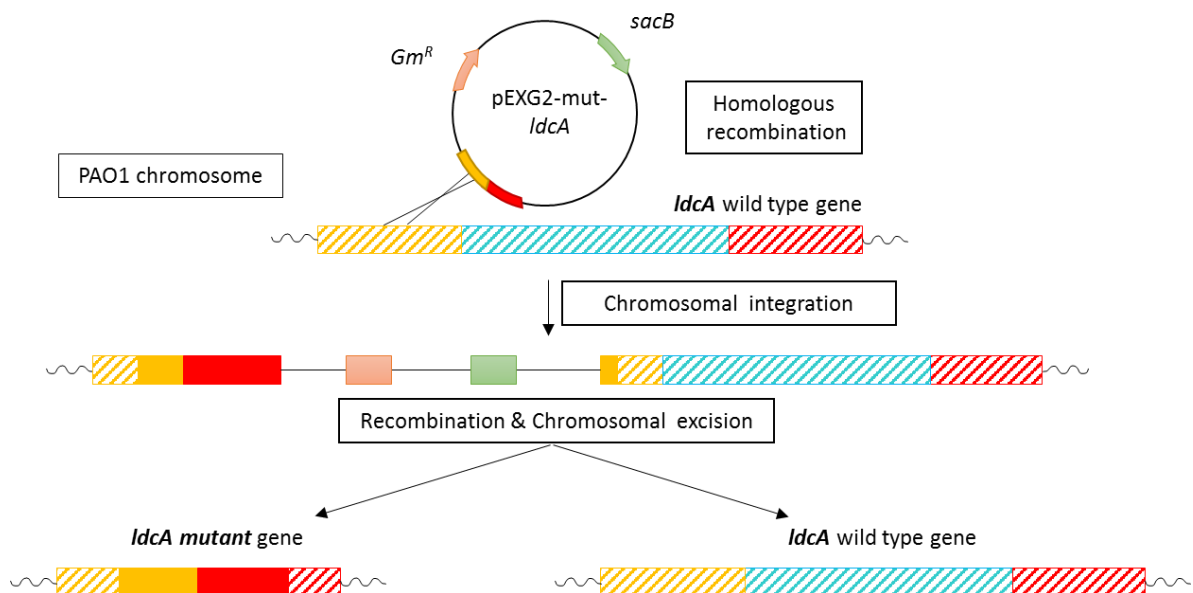 sacB
Gm^R
pEXG2-mut-
ldcA
Homologous
recombination
PAO1 chromosome
ldcA wild type gene
Chromosomal integration
Recombination & Chromosomal excision
ldcA mutant gene
ldcA wild type gene